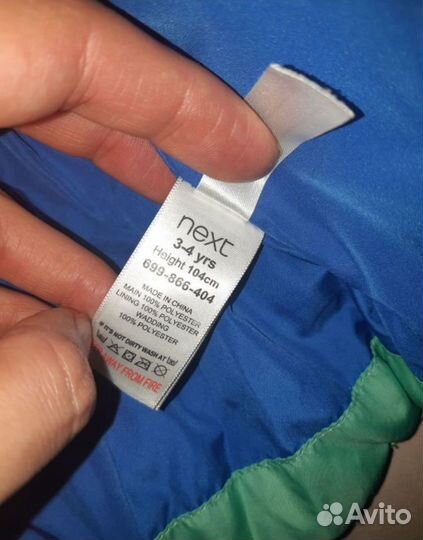 next
3-4 yrs
Height 104cm
699-866-404
MADE IN CHINA
MAIN 100% POLYESTER
LINING 100% POLYESTER
WADDING
100% POLYESTER
IF IT'S NOT DIRTY WASH AT
AWAY FROM FIRE
Avito